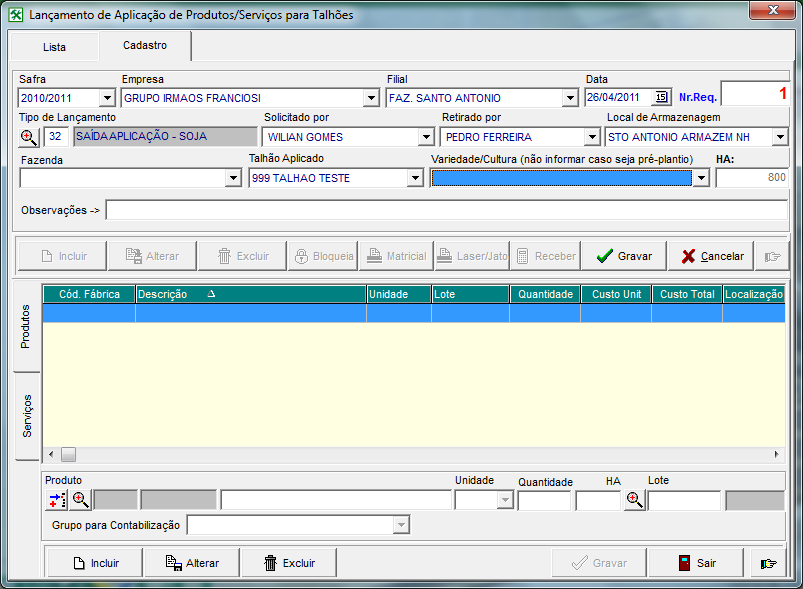 Lançamento de Aplicação de Produtos/Serviços para Talhões
Lista Cadastro
Safra Empresa Filial Data
2010/2011 GRUPO IRMAOS FRANCIOSI FAZ. SANTO ANTONIO 26/04/2011 15 Nr.Req. 1
Tipo de Lançamento Solicitado por Retirado por Local de Armazenagem
32 SAÍDA APLICAÇÃO - SOJA WILIAN GOMES PEDRO FERREIRA STO ANTONIO ARMAZEM NH
Fazenda Talhão Aplicado Variedade/Cultura (não informar caso seja pré-plantio) HA:
999 TALHAO TESTE 800
Observações ->
Incluir Alterar Excluir Bloqueia Matricial Laser/Jato Receber Gravar Cancelar
Produtos
Serviços
Cód. Fábrica Descrição Unidade Lote Quantidade Custo Unit Custo Total Localização
Produto Unidade Quantidade HA Lote
Grupo para Contabilização
Incluir Alterar Excluir Gravar Sair